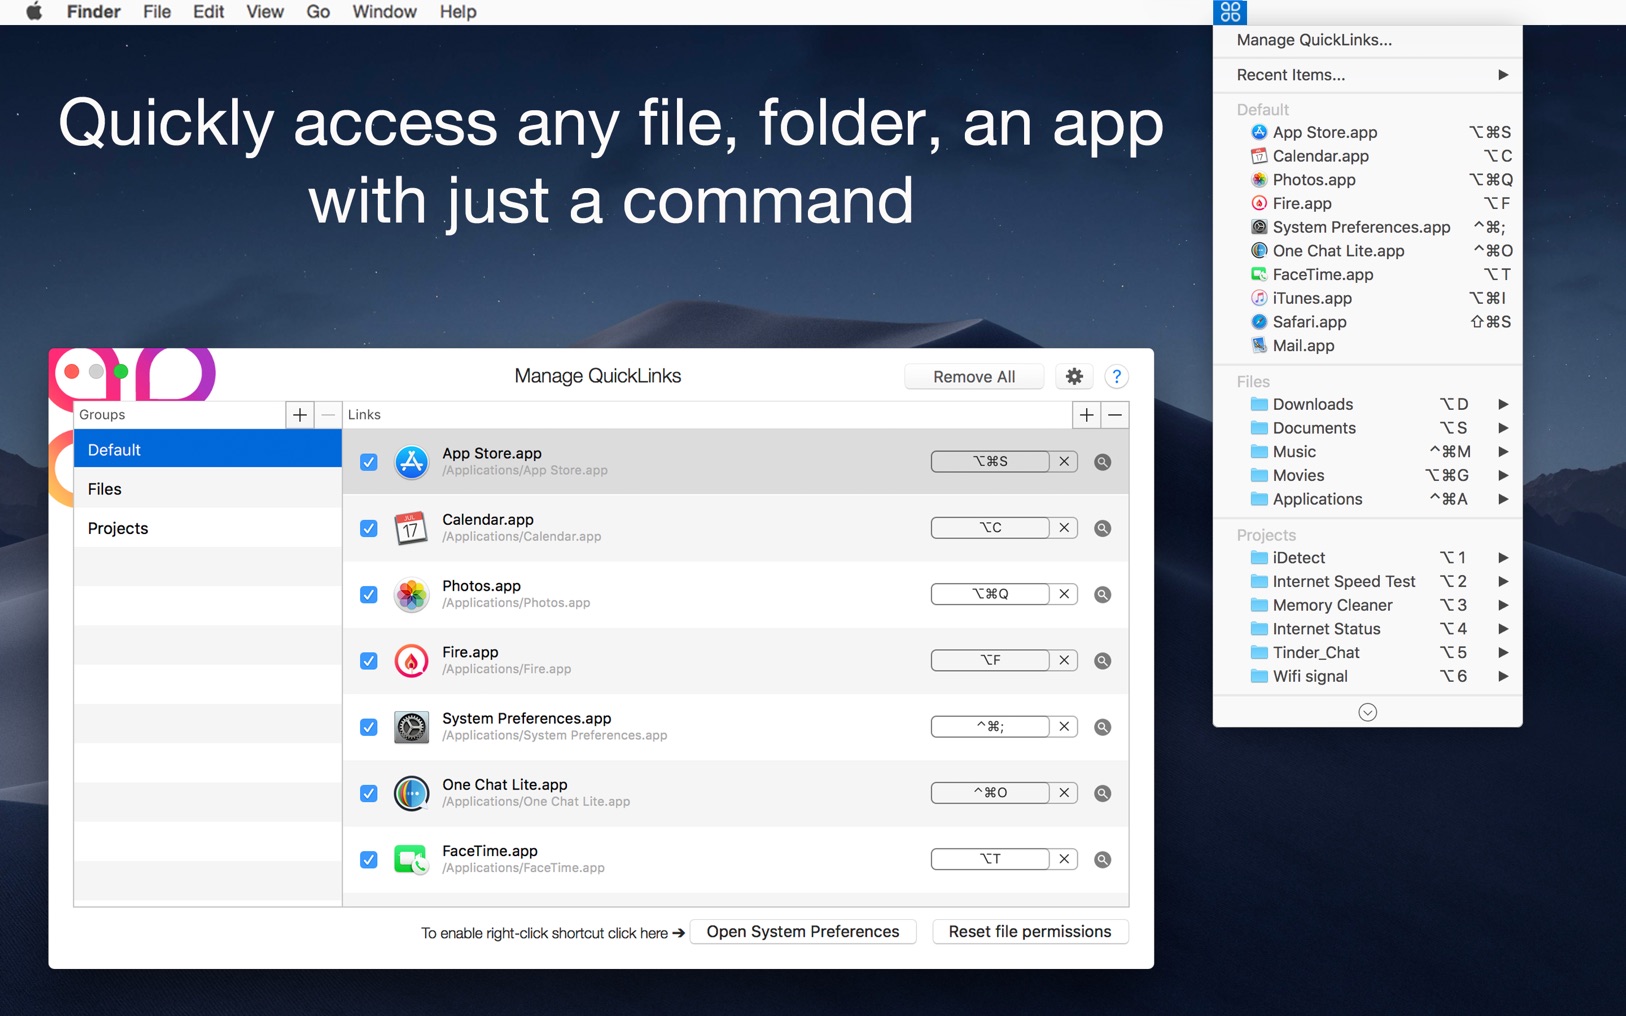 Finder File Edit View Go Window Help
Quickly access any file, folder, an app
with just a command
Manage QuickLinks
Remove All
?
Groups
Links
Default
Files
Projects
App Store.app
/Applications/App Store.app
⌥⌘S
Calendar.app
/Applications/Calendar.app
JUL
17
⌥C
Photos.app
/Applications/Photos.app
⌥⌘Q
Fire.app
/Applications/Fire.app
⌥F
System Preferences.app
/Applications/System Preferences.app
^⌘;
One Chat Lite.app
/Applications/One Chat Lite.app
^⌘O
FaceTime.app
/Applications/FaceTime.app
⌥T
To enable right-click shortcut click here ➔
Open System Preferences
Reset file permissions
Manage QuickLinks...
Recent Items... ▶
Default
App Store.app ⌥⌘S
Calendar.app ⌥C
Photos.app ⌥⌘Q
Fire.app ⌥F
System Preferences.app ^⌘;
One Chat Lite.app ^⌘O
FaceTime.app ⌥T
iTunes.app ⌥⌘I
Safari.app ⇧⌘S
Mail.app
Files
Downloads ⌥D ▶
Documents ⌥S ▶
Music ^⌘M ▶
Movies ⌥⌘G ▶
Applications ^⌘A ▶
Projects
iDetect ⌥1 ▶
Internet Speed Test ⌥2 ▶
Memory Cleaner ⌥3 ▶
Internet Status ⌥4 ▶
Tinder_Chat ⌥5 ▶
Wifi signal ⌥6 ▶